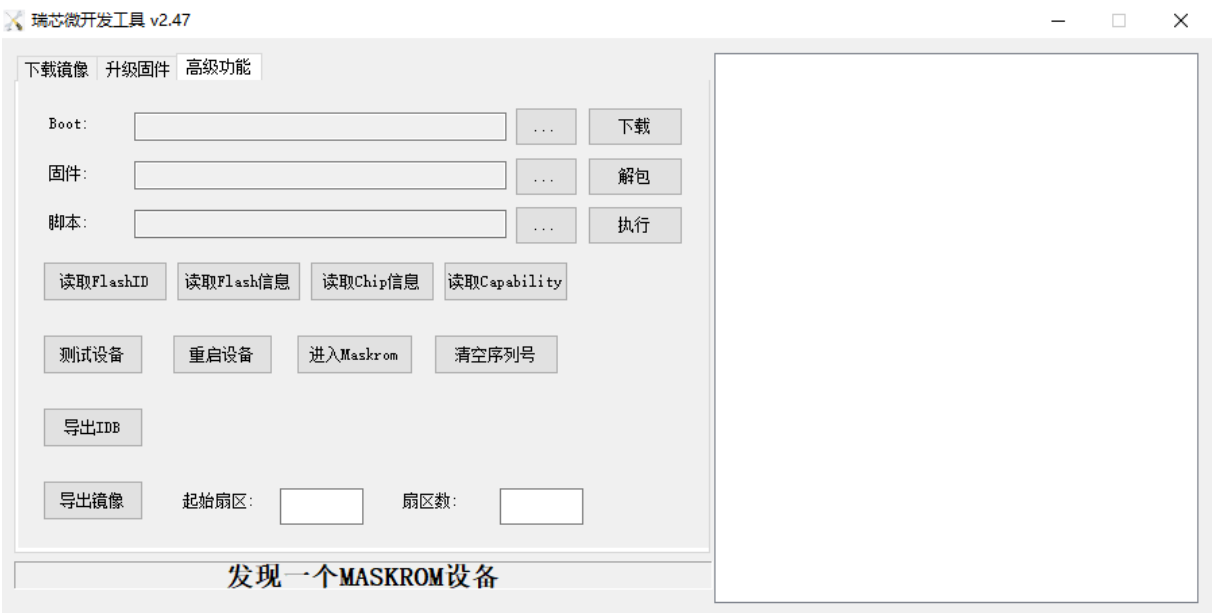 瑞芯微开发工具 v2.47
下载镜像 升级固件 高级功能
Boot: ... 下载
固件: ... 解包
脚本: ... 执行
读取FlashID 读取Flash信息 读取Chip信息 读取Capability
测试设备 重启设备 进入Maskrom 清空序列号
导出IDB
导出镜像 起始扇区: 扇区数:
发现一个MASKROM设备